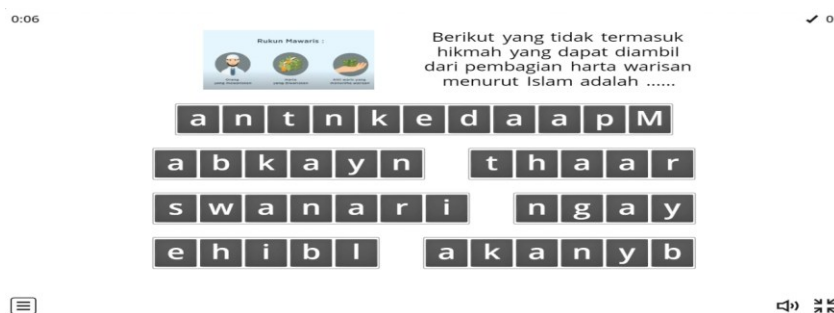 0:06
✓ 0
Rukun Mawaris :
Berikut yang tidak termasuk
hikmah yang dapat diambil
dari pembagian harta warisan
menurut Islam adalah ......
a n t n k e d a a p M
a b k a y n t h a a r
s w a n a r i n g a y
e h i b l a k a n y b